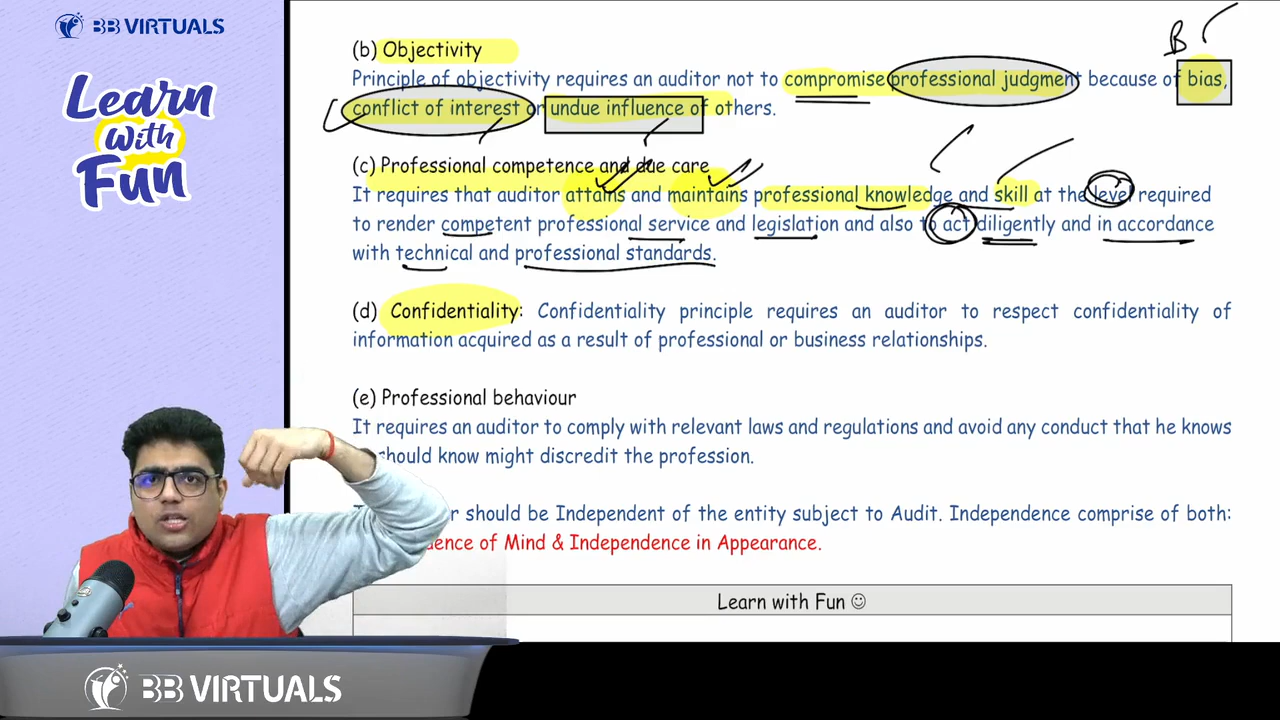 BB VIRTUALS
Learn
with
Fun
B
(b) Objectivity
Principle of objectivity requires an auditor not to compromise professional judgment because of bias,
conflict of interest or undue influence of others.
(c) Professional competence and due care
It requires that auditor attains and maintains professional knowledge and skill at the level required
to render competent professional service and legislation and also to act diligently and in accordance
with technical and professional standards.
(d) Confidentiality: Confidentiality principle requires an auditor to respect confidentiality of
information acquired as a result of professional or business relationships.
(e) Professional behaviour
It requires an auditor to comply with relevant laws and regulations and avoid any conduct that he knows
should know might discredit the profession.
should be Independent of the entity subject to Audit. Independence comprise of both:
of Mind & Independence in Appearance.
Learn with Fun ☺
BB VIRTUALS